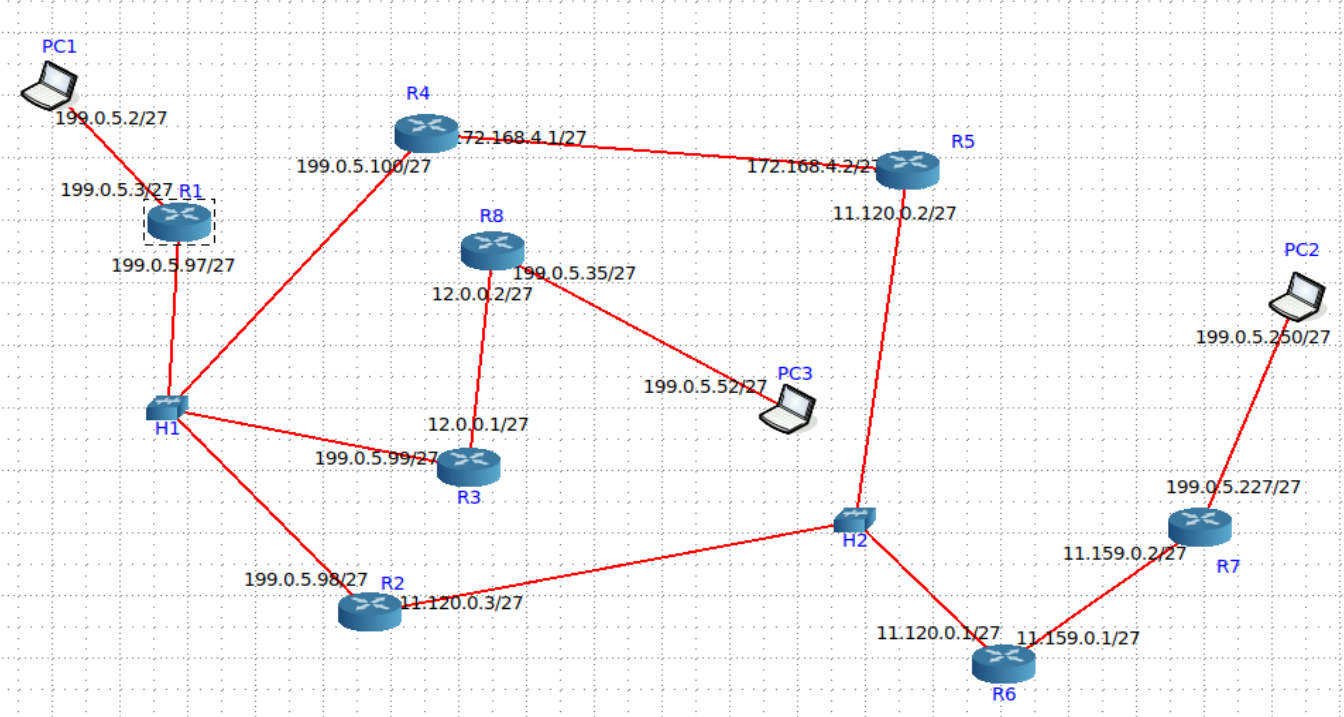 PC1
199.0.5.2/27
R4
72.168.4.1/27
R5
199.0.5.100/27
172.168.4.2/27
199.0.5.3/27
R1
11.120.0.2/27
R8
199.0.5.97/27
199.0.5.35/27
12.0.0.2/27
PC2
199.0.5.250/27
PC3
199.0.5.52/27
H1
12.0.0.1/27
199.0.5.99/27
R3
199.0.5.227/27
H2
11.159.0.2/27
R7
199.0.5.98/27
R2
11.120.0.3/27
11.120.0.1/27
11.159.0.1/27
R6